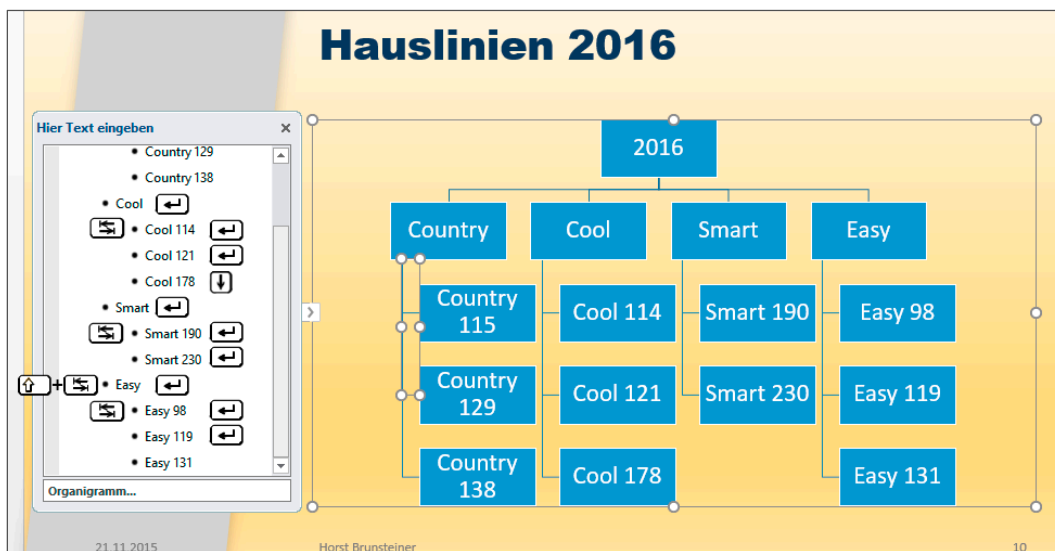 Hauslinien 2016
Hier Text eingeben
Country 129
Country 138
Cool
Cool 114
Cool 121
Cool 178
Smart
Smart 190
Smart 230
+ Easy
Easy 98
Easy 119
Easy 131
Organigramm...
2016
Country
Cool
Smart
Easy
Country
115
Cool 114
Smart 190
Easy 98
Country
129
Cool 121
Smart 230
Easy 119
Country
138
Cool 178
Easy 131
21.11.2015
Horst Brunsteiner
10